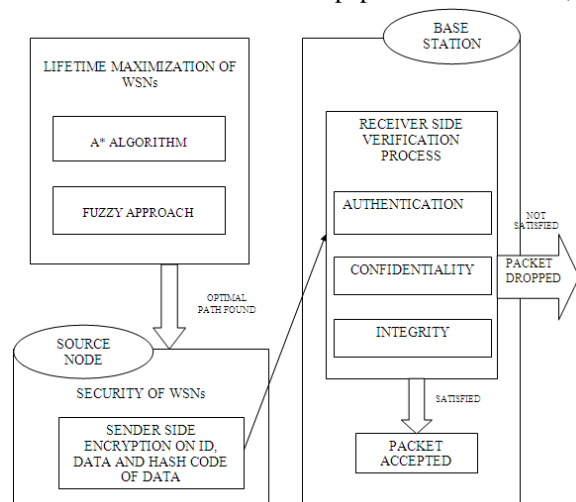 LIFETIME MAXIMIZATION OF
WSNs
A* ALGORITHM
FUZZY APPROACH
OPTIMAL
PATH FOUND
SOURCE
NODE
SECURITY OF WSNs
SENDER SIDE
ENCRYPTION ON ID,
DATA AND HASH CODE
OF DATA
BASE
STATION
RECEIVER SIDE
VERIFICATION
PROCESS
AUTHENTICATION
CONFIDENTIALITY
INTEGRITY
NOT
SATISFIED
PACKET
DROPPED
SATISFIED
PACKET
ACCEPTED